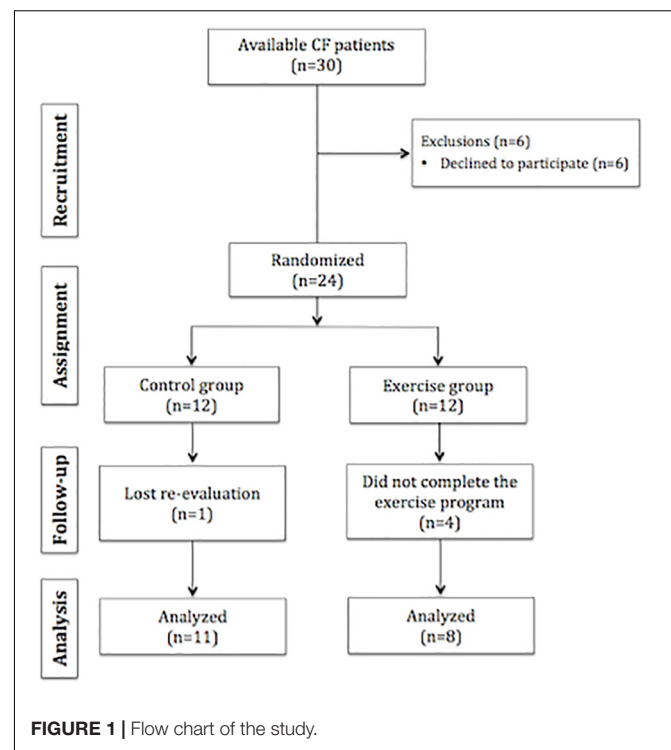 Available CF patients
(n=30)
Recruitment
Exclusions (n=6)
• Declined to participate (n=6)
Randomized
(n=24)
Assignment
Control group
(n=12)
Exercise group
(n=12)
Follow-up
Lost re-evaluation
(n=1)
Did not complete the
exercise program
(n=4)
Analysis
Analyzed
(n=11)
Analyzed
(n=8)
FIGURE 1 | Flow chart of the study.